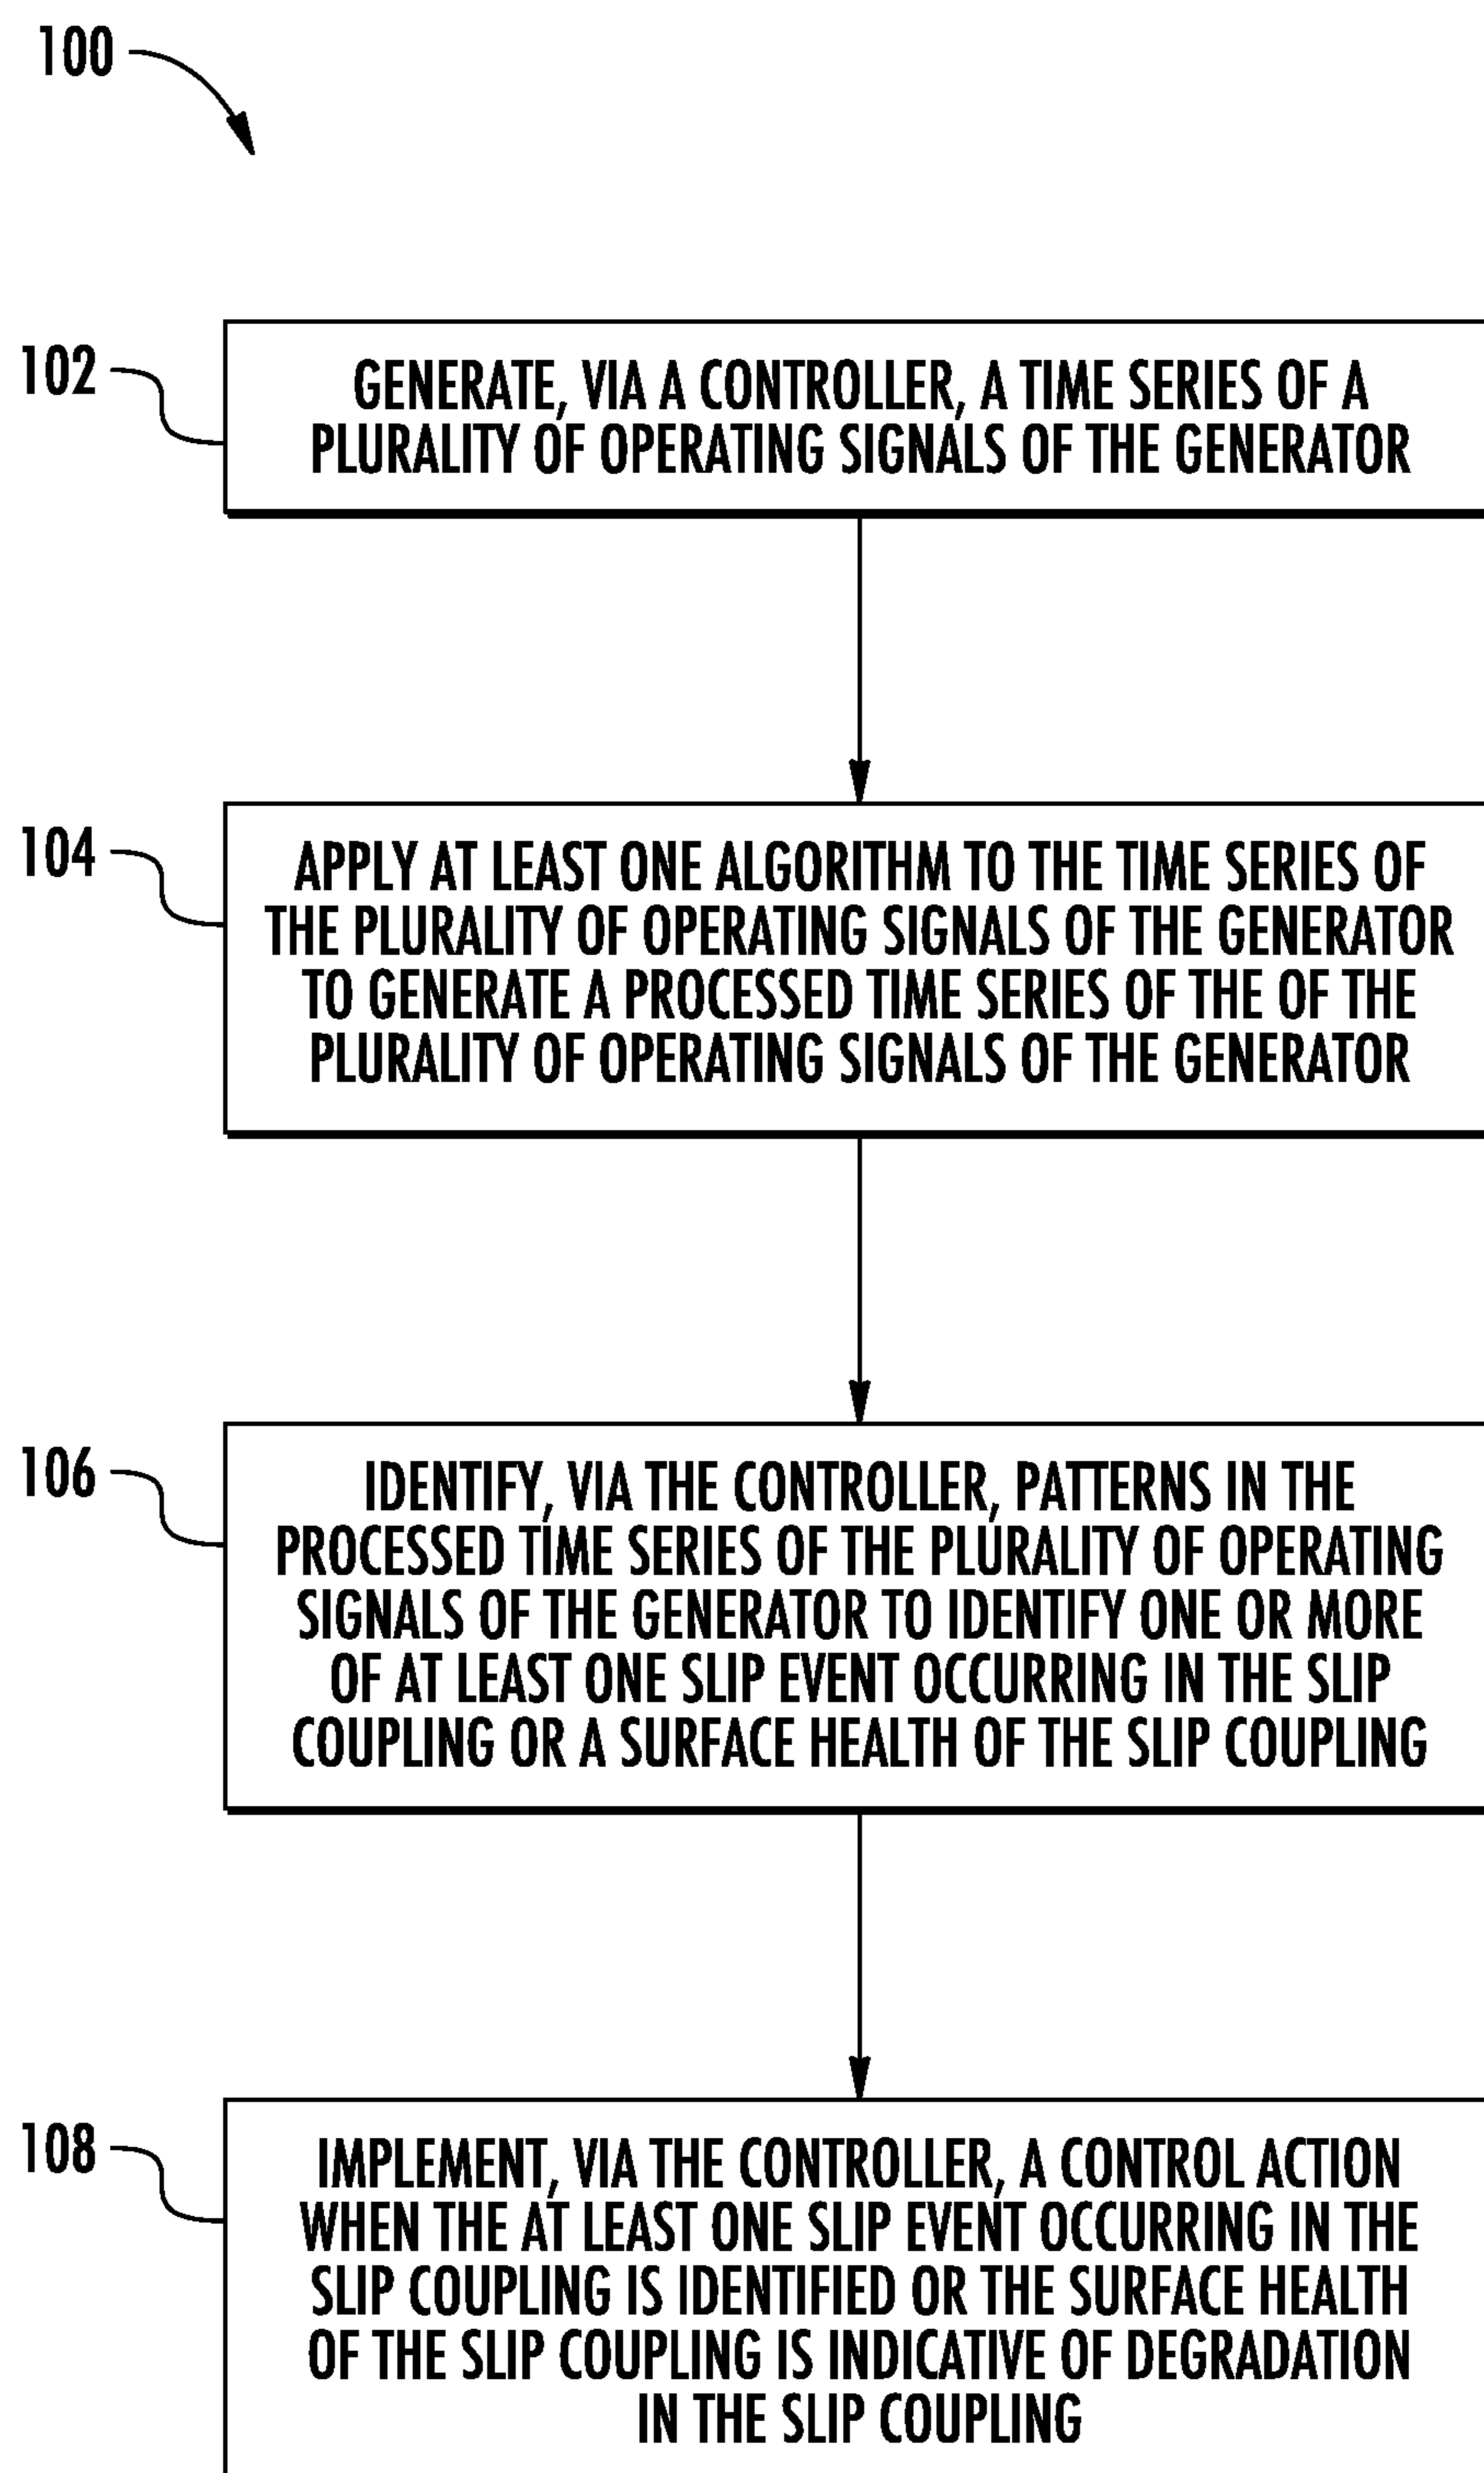 100
102
GENERATE, VIA A CONTROLLER, A TIME SERIES OF A
PLURALITY OF OPERATING SIGNALS OF THE GENERATOR
104
APPLY AT LEAST ONE ALGORITHM TO THE TIME SERIES OF
THE PLURALITY OF OPERATING SIGNALS OF THE GENERATOR
TO GENERATE A PROCESSED TIME SERIES OF THE OF THE
PLURALITY OF OPERATING SIGNALS OF THE GENERATOR
106
IDENTIFY, VIA THE CONTROLLER, PATTERNS IN THE
PROCESSED TIME SERIES OF THE PLURALITY OF OPERATING
SIGNALS OF THE GENERATOR TO IDENTIFY ONE OR MORE
OF AT LEAST ONE SLIP EVENT OCCURRING IN THE SLIP
COUPLING OR A SURFACE HEALTH OF THE SLIP COUPLING
108
IMPLEMENT, VIA THE CONTROLLER, A CONTROL ACTION
WHEN THE AT LEAST ONE SLIP EVENT OCCURRING IN THE
SLIP COUPLING IS IDENTIFIED OR THE SURFACE HEALTH
OF THE SLIP COUPLING IS INDICATIVE OF DEGRADATION
IN THE SLIP COUPLING